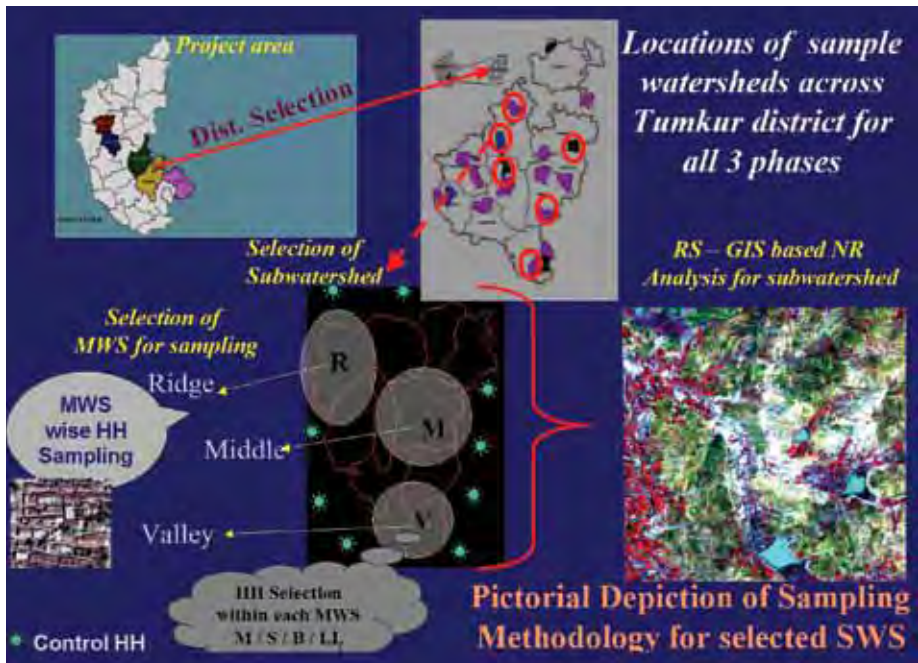 Project area
Dist. Selection
Locations of sample
watersheds across
Tumkur district for
all 3 phases
Selection of
Subwatershed
RS – GIS based NR
Analysis for subwatershed
Selection of
MWS for sampling
Ridge
R
MWS
wise HH
Sampling
Middle
M
Valley
V
HH Selection
within each MWS
M / S / B / LL
Control HH
Pictorial Depiction of Sampling
Methodology for selected SWS